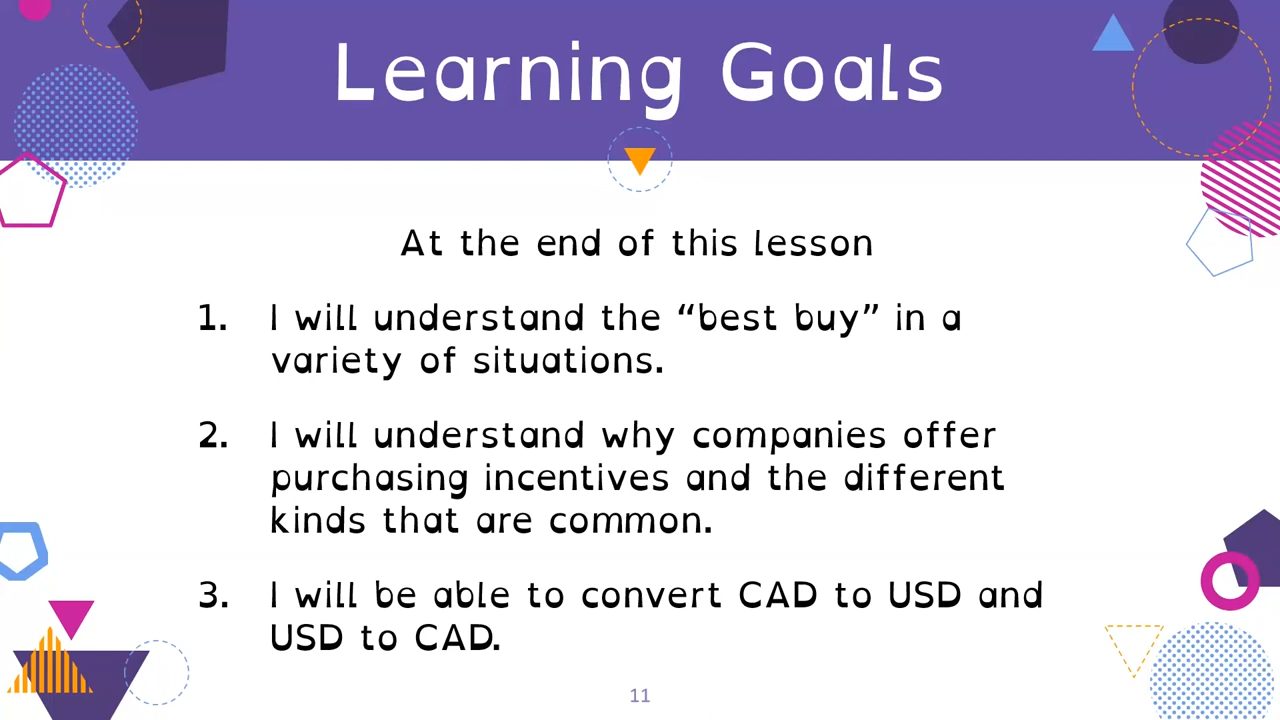 Learning Goals
At the end of this lesson
1. I will understand the “best buy” in a
variety of situations.
2. I will understand why companies offer
purchasing incentives and the different
kinds that are common.
3. I will be able to convert CAD to USD and
USD to CAD.
11